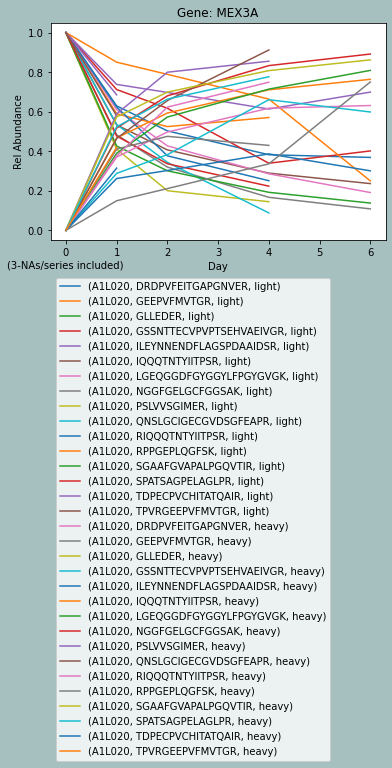 Gene: MEX3A
1.0
0.8
0.6
0.4
0.2
0.0
Rel Abundance
0 1 2 3 4 5 6
Day
(3-NAs/series included)
(A1L020, DRDPVFEITGAPGNVER, light)
(A1L020, GEEPVFMVTGR, light)
(A1L020, GLLEDER, light)
(A1L020, GSSNTTECVPVPTSEHVAEIVGR, light)
(A1L020, ILEYNNENDFLAGSPDAAIDSR, light)
(A1L020, IQQQTNTYIITPSR, light)
(A1L020, LGEQGGDFGYGGYLFPGYGVGK, light)
(A1L020, NGGFGELGCFGGSAK, light)
(A1L020, PSLVVSGIMER, light)
(A1L020, QNSLGCIGECGVDSGFEAPR, light)
(A1L020, RIQQQTNTYIITPSR, light)
(A1L020, RPPGEPLQGFSK, light)
(A1L020, SGAAFGVAPALPGQVTIR, light)
(A1L020, SPATSAGPELAGLPR, light)
(A1L020, TDPECPVCHITATQAIR, light)
(A1L020, TPVRGEEPVFMVTGR, light)
(A1L020, DRDPVFEITGAPGNVER, heavy)
(A1L020, GEEPVFMVTGR, heavy)
(A1L020, GLLEDER, heavy)
(A1L020, GSSNTTECVPVPTSEHVAEIVGR, heavy)
(A1L020, ILEYNNENDFLAGSPDAAIDSR, heavy)
(A1L020, IQQQTNTYIITPSR, heavy)
(A1L020, LGEQGGDFGYGGYLFPGYGVGK, heavy)
(A1L020, NGGFGELGCFGGSAK, heavy)
(A1L020, PSLVVSGIMER, heavy)
(A1L020, QNSLGCIGECGVDSGFEAPR, heavy)
(A1L020, RIQQQTNTYIITPSR, heavy)
(A1L020, RPPGEPLQGFSK, heavy)
(A1L020, SGAAFGVAPALPGQVTIR, heavy)
(A1L020, SPATSAGPELAGLPR, heavy)
(A1L020, TDPECPVCHITATQAIR, heavy)
(A1L020, TPVRGEEPVFMVTGR, heavy)